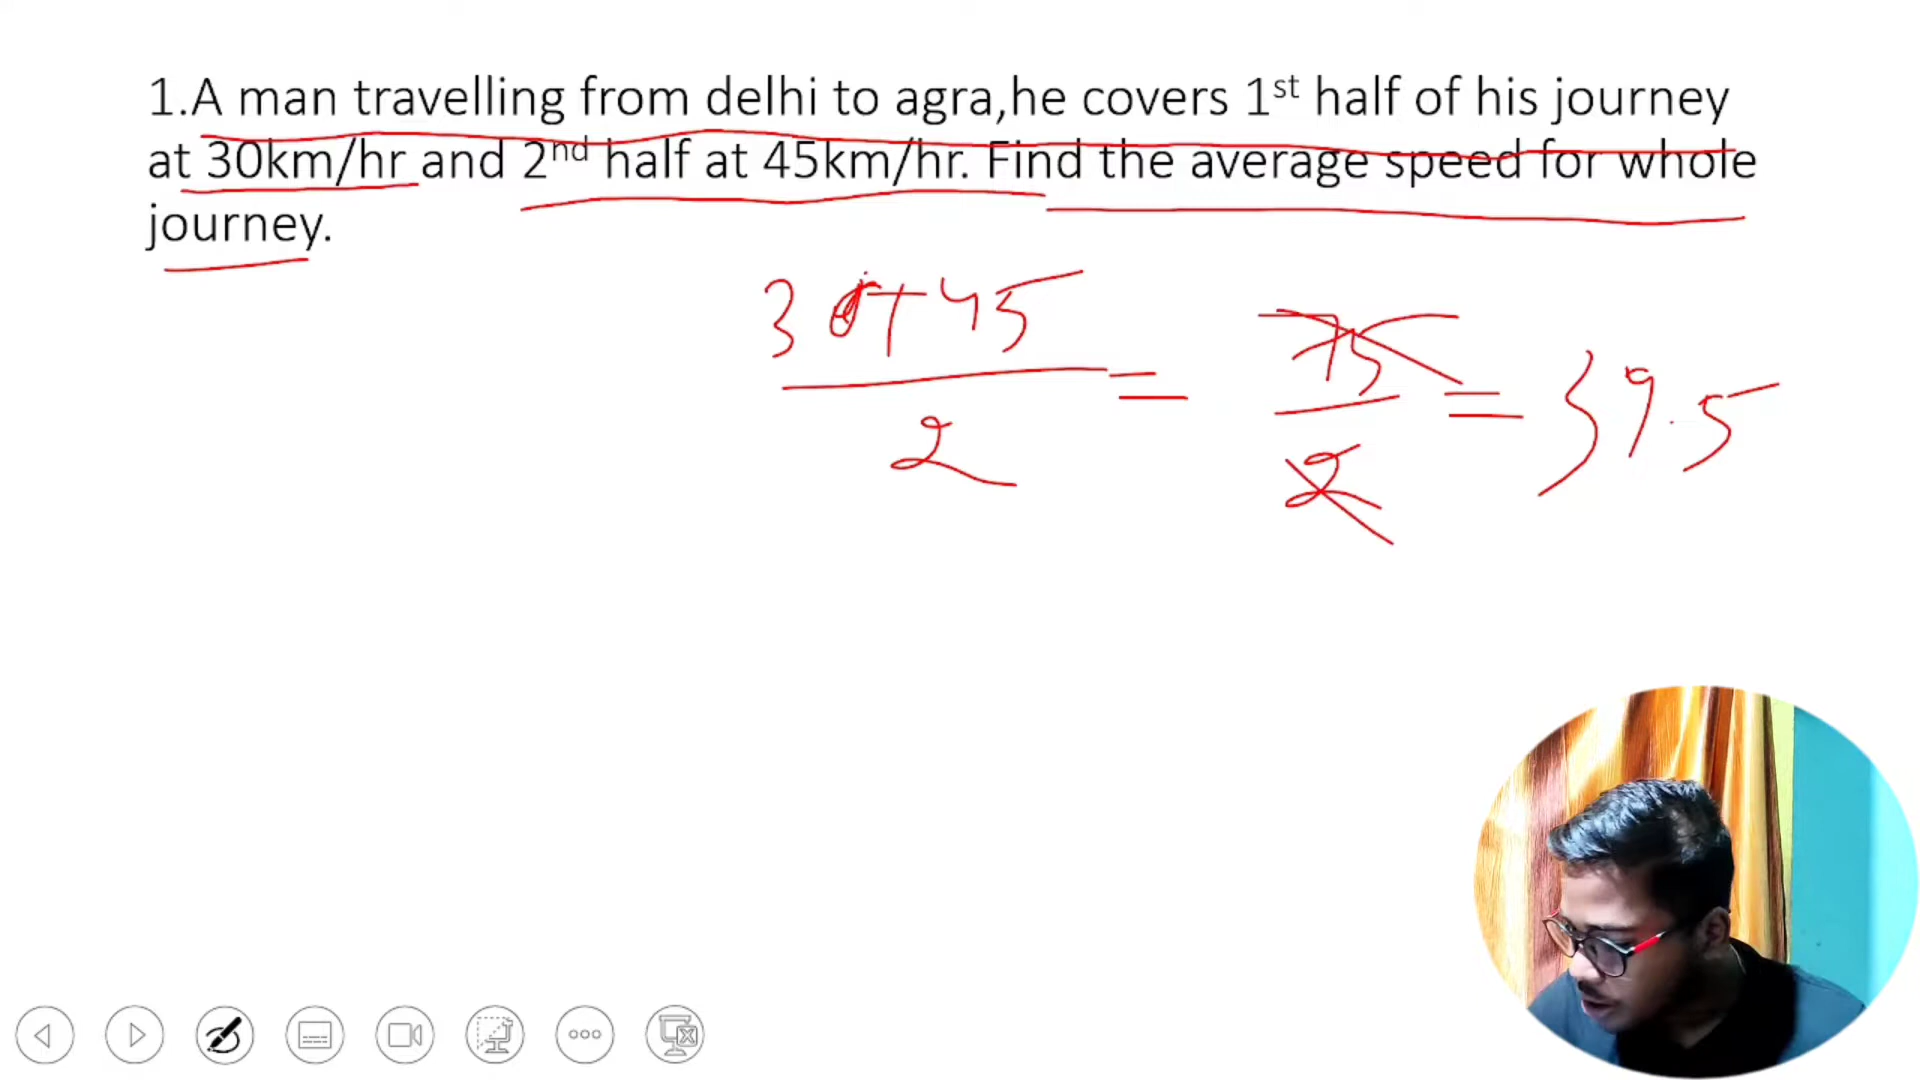 1.A man travelling from delhi to agra,he covers 1st half of his journey
at 30km/hr and 2nd half at 45km/hr. Find the average speed for whole
journey.
30+45
2
=
75
2
= 39.5